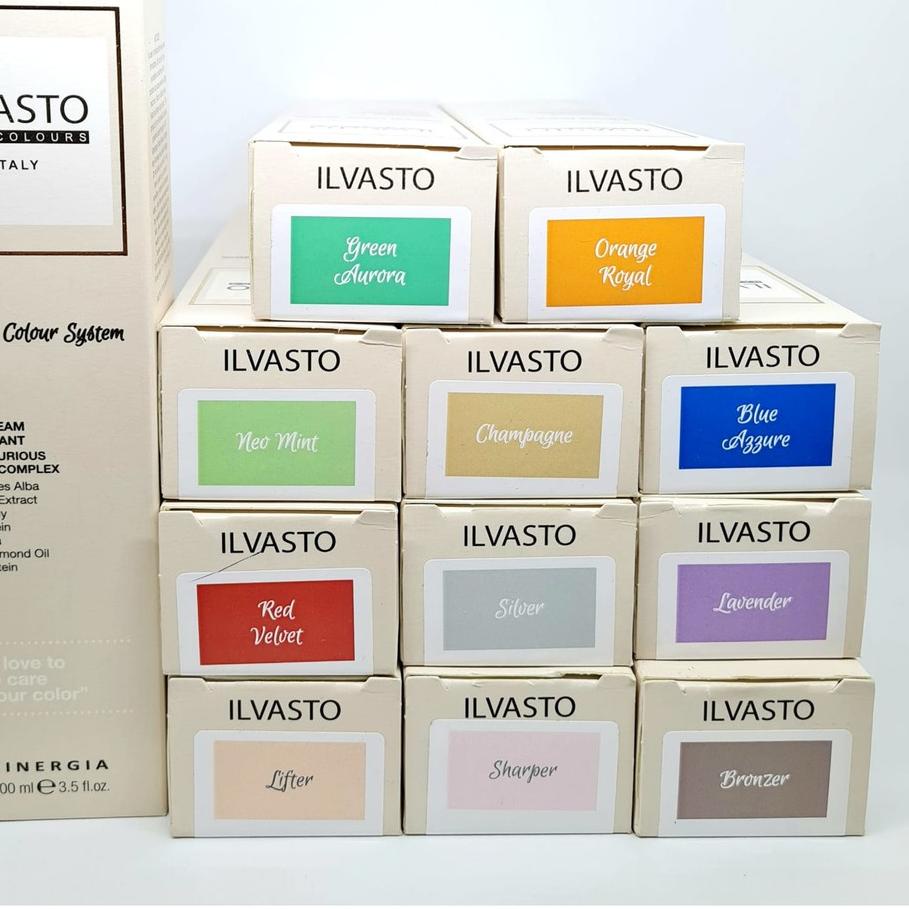 ASTO
COLOURS
TALY
Colour System
EAM
ANT
URIOUS
COMPLEX
es Alba
Extract
y
ein
mond Oil
tein
love to
care
our color"
INERGIA
00 ml ℮ 3.5 fl.oz.
ILVASTO
Green
Aurora
ILVASTO
Orange
Royal
ILVASTO
Neo Mint
ILVASTO
Champagne
ILVASTO
Blue
Azzure
ILVASTO
Red
Velvet
ILVASTO
Silver
ILVASTO
Lavender
ILVASTO
Lifter
ILVASTO
Sharper
ILVASTO
Bronzer